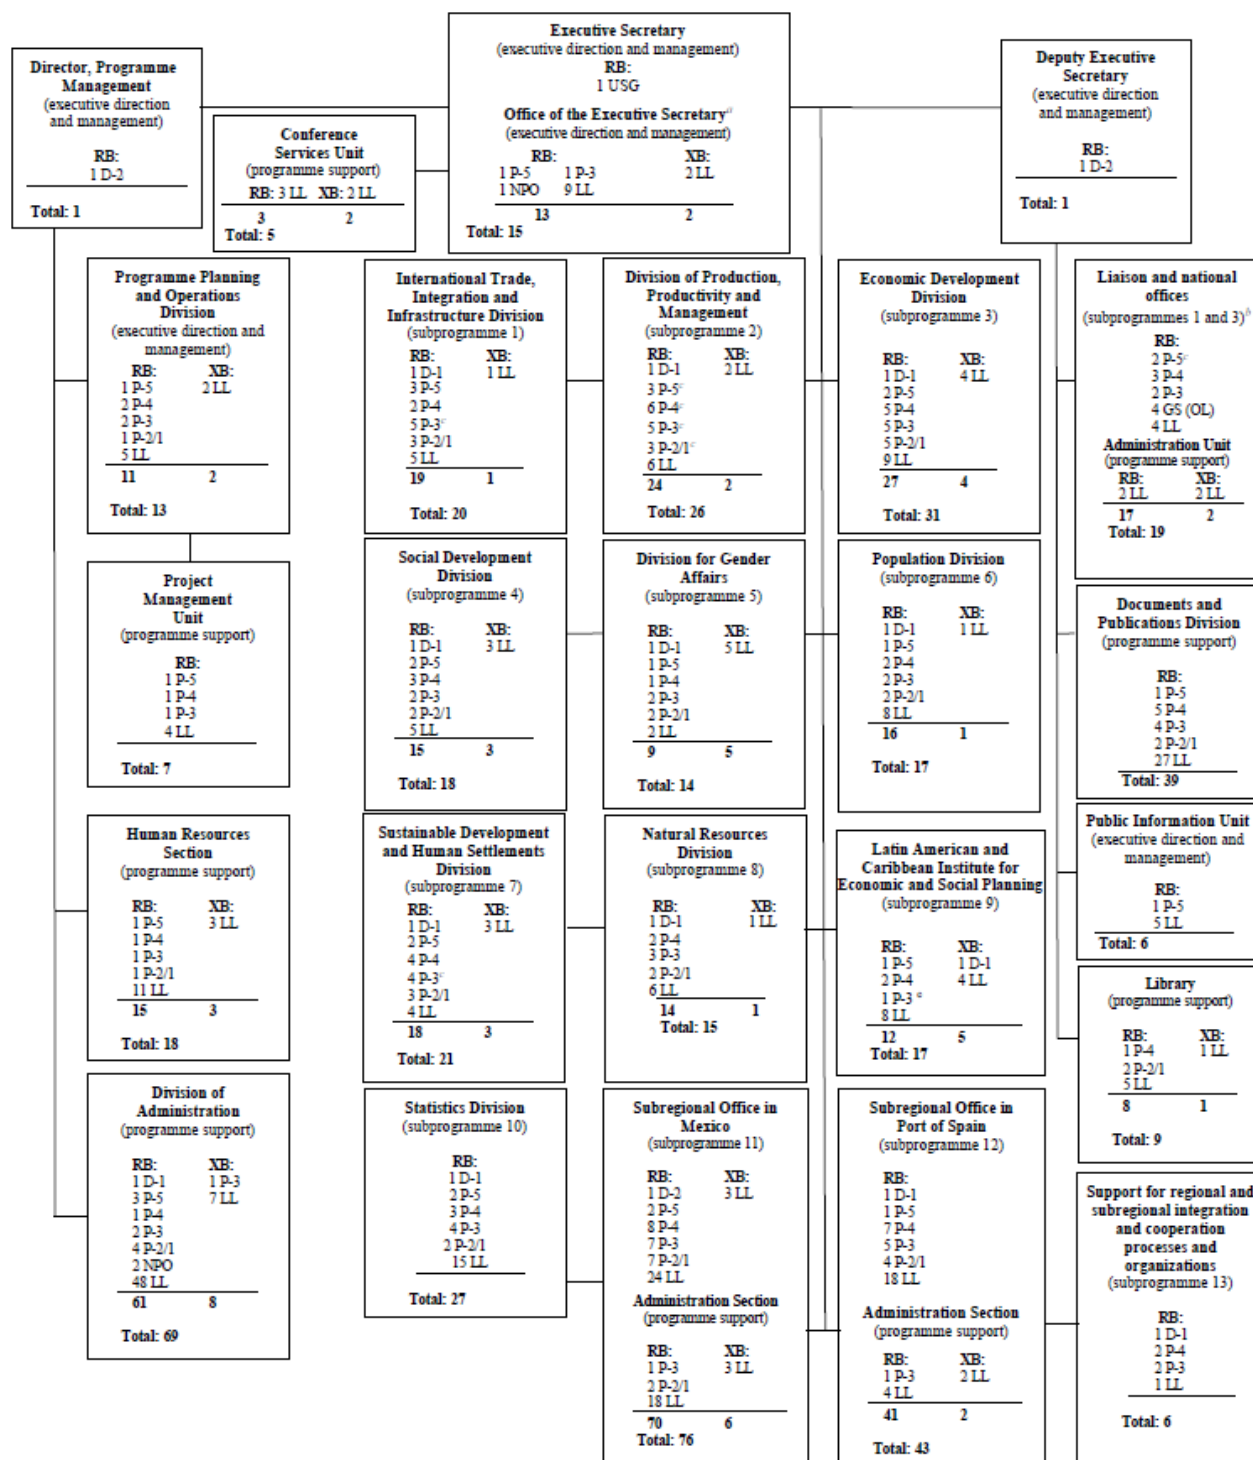 Executive Secretary
(executive direction and management)
RB:
1 USG
Office of the Executive Secretaryᵃ
(executive direction and management)
RB: XB:
1 P-5 1 P-3 2 LL
1 NPO 9 LL
13 2
Total: 15
Director, Programme
Management
(executive direction
and management)
RB:
1 D-2
Total: 1
Conference
Services Unit
(programme support)
RB: 3 LL XB: 2 LL
3 2
Total: 5
Deputy Executive
Secretary
(executive direction
and management)
RB:
1 D-2
Total: 1
Programme Planning
and Operations
Division
(executive direction and
management)
RB: XB:
1 P-5 2 LL
2 P-4
2 P-3
1 P-2/1
5 LL
11 2
Total: 13
International Trade,
Integration and
Infrastructure Division
(subprogramme 1)
RB: XB:
1 D-1 1 LL
3 P-5
2 P-4
5 P-3ᶜ
3 P-2/1
5 LL
19 1
Total: 20
Division of Production,
Productivity and
Management
(subprogramme 2)
RB: XB:
1 D-1 2 LL
3 P-5ᶜ
6 P-4ᶜ
5 P-3ᶜ
3 P-2/1ᶜ
6 LL
24 2
Total: 26
Economic Development
Division
(subprogramme 3)
RB: XB:
1 D-1 4 LL
2 P-5
5 P-4
5 P-3
5 P-2/1
9 LL
27 4
Total: 31
Liaison and national
offices
(subprogrammes 1 and 3)ᵇ
RB:
2 P-5ᶜ
3 P-4
2 P-3
4 GS (OL)
4 LL
Administration Unit
(programme support)
RB: XB:
2 LL 2 LL
17 2
Total: 19
Project
Management
Unit
(programme support)
RB:
1 P-5
1 P-4
1 P-3
4 LL
Total: 7
Social Development
Division
(subprogramme 4)
RB: XB:
1 D-1 3 LL
2 P-5
3 P-4
2 P-3
2 P-2/1
5 LL
15 3
Total: 18
Division for Gender
Affairs
(subprogramme 5)
RB: XB:
1 D-1 5 LL
1 P-5
1 P-4
2 P-3
2 P-2/1
2 LL
9 5
Total: 14
Population Division
(subprogramme 6)
RB: XB:
1 D-1 1 LL
1 P-5
2 P-4
2 P-3
2 P-2/1
8 LL
16 1
Total: 17
Documents and
Publications Division
(programme support)
RB:
1 P-5
5 P-4
4 P-3
2 P-2/1
27 LL
Total: 39
Human Resources
Section
(programme support)
RB: XB:
1 P-5 3 LL
1 P-4
1 P-3
1 P-2/1
11 LL
15 3
Total: 18
Sustainable Development
and Human Settlements
Division
(subprogramme 7)
RB: XB:
1 D-1 3 LL
2 P-5
4 P-4
4 P-3ᶜ
3 P-2/1
4 LL
18 3
Total: 21
Natural Resources
Division
(subprogramme 8)
RB: XB:
1 D-1 1 LL
2 P-4
3 P-3
2 P-2/1
6 LL
14 1
Total: 15
Latin American and
Caribbean Institute for
Economic and Social Planning
(subprogramme 9)
RB: XB:
1 P-5 1 D-1
2 P-4 4 LL
1 P-3
8 LL
12 5
Total: 17
Public Information Unit
(executive direction and
management)
RB:
1 P-5
5 LL
Total: 6
Library
(programme support)
RB: XB:
1 P-4 1 LL
2 P-2/1
5 LL
8 1
Total: 9
Division of
Administration
(programme support)
RB: XB:
1 D-1 1 P-3
3 P-5 7 LL
1 P-4
2 P-3
4 P-2/1
2 NPO
48 LL
61 8
Total: 69
Statistics Division
(subprogramme 10)
RB:
1 D-1
2 P-5
3 P-4
4 P-3
2 P-2/1
15 LL
Total: 27
Subregional Office in
Mexico
(subprogramme 11)
RB: XB:
1 D-2 3 LL
2 P-5
8 P-4
7 P-3
7 P-2/1
24 LL
Administration Section
(programme support)
RB: XB:
1 P-3 3 LL
2 P-2/1
18 LL
70 6
Total: 76
Subregional Office in
Port of Spain
(subprogramme 12)
RB:
1 D-1
1 P-5
7 P-4
5 P-3
4 P-2/1
18 LL
Administration Section
(programme support)
RB: XB:
1 P-3 2 LL
4 LL
41 2
Total: 43
Support for regional and
subregional integration
and cooperation
processes and
organizations
(subprogramme 13)
RB:
1 D-1
2 P-4
2 P-3
1 LL
Total: 6